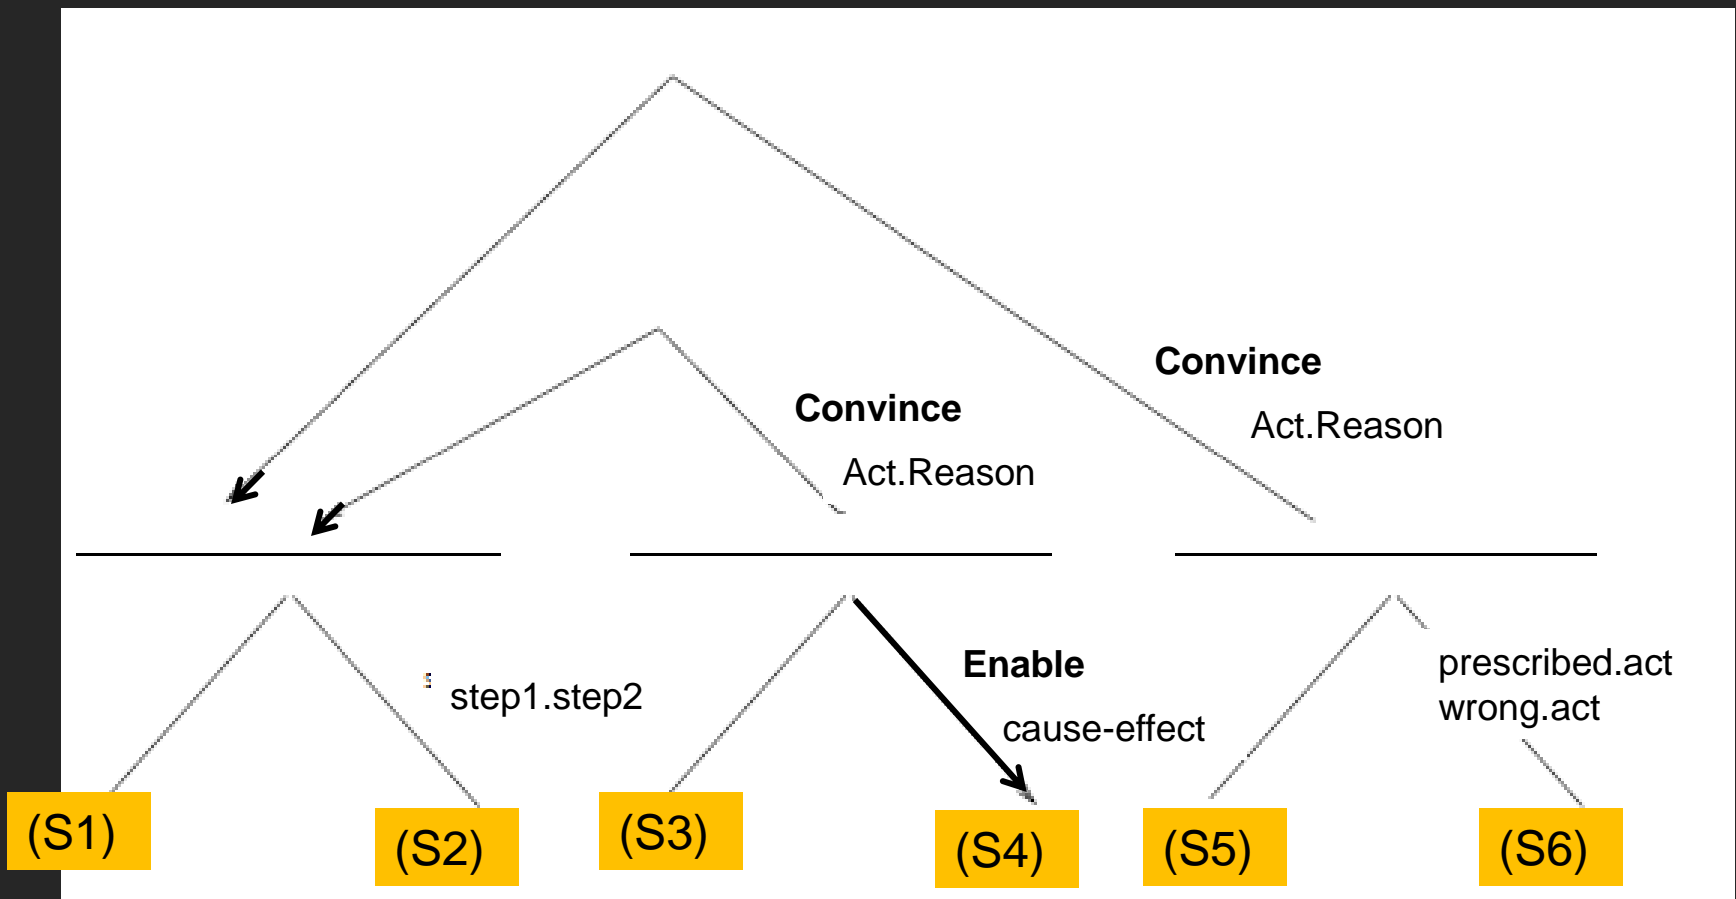 Convince
Act.Reason
Convince
Act.Reason
Enable
cause-effect
step1.step2
prescribed.act
wrong.act
(S1)
(S2)
(S3)
(S4)
(S5)
(S6)